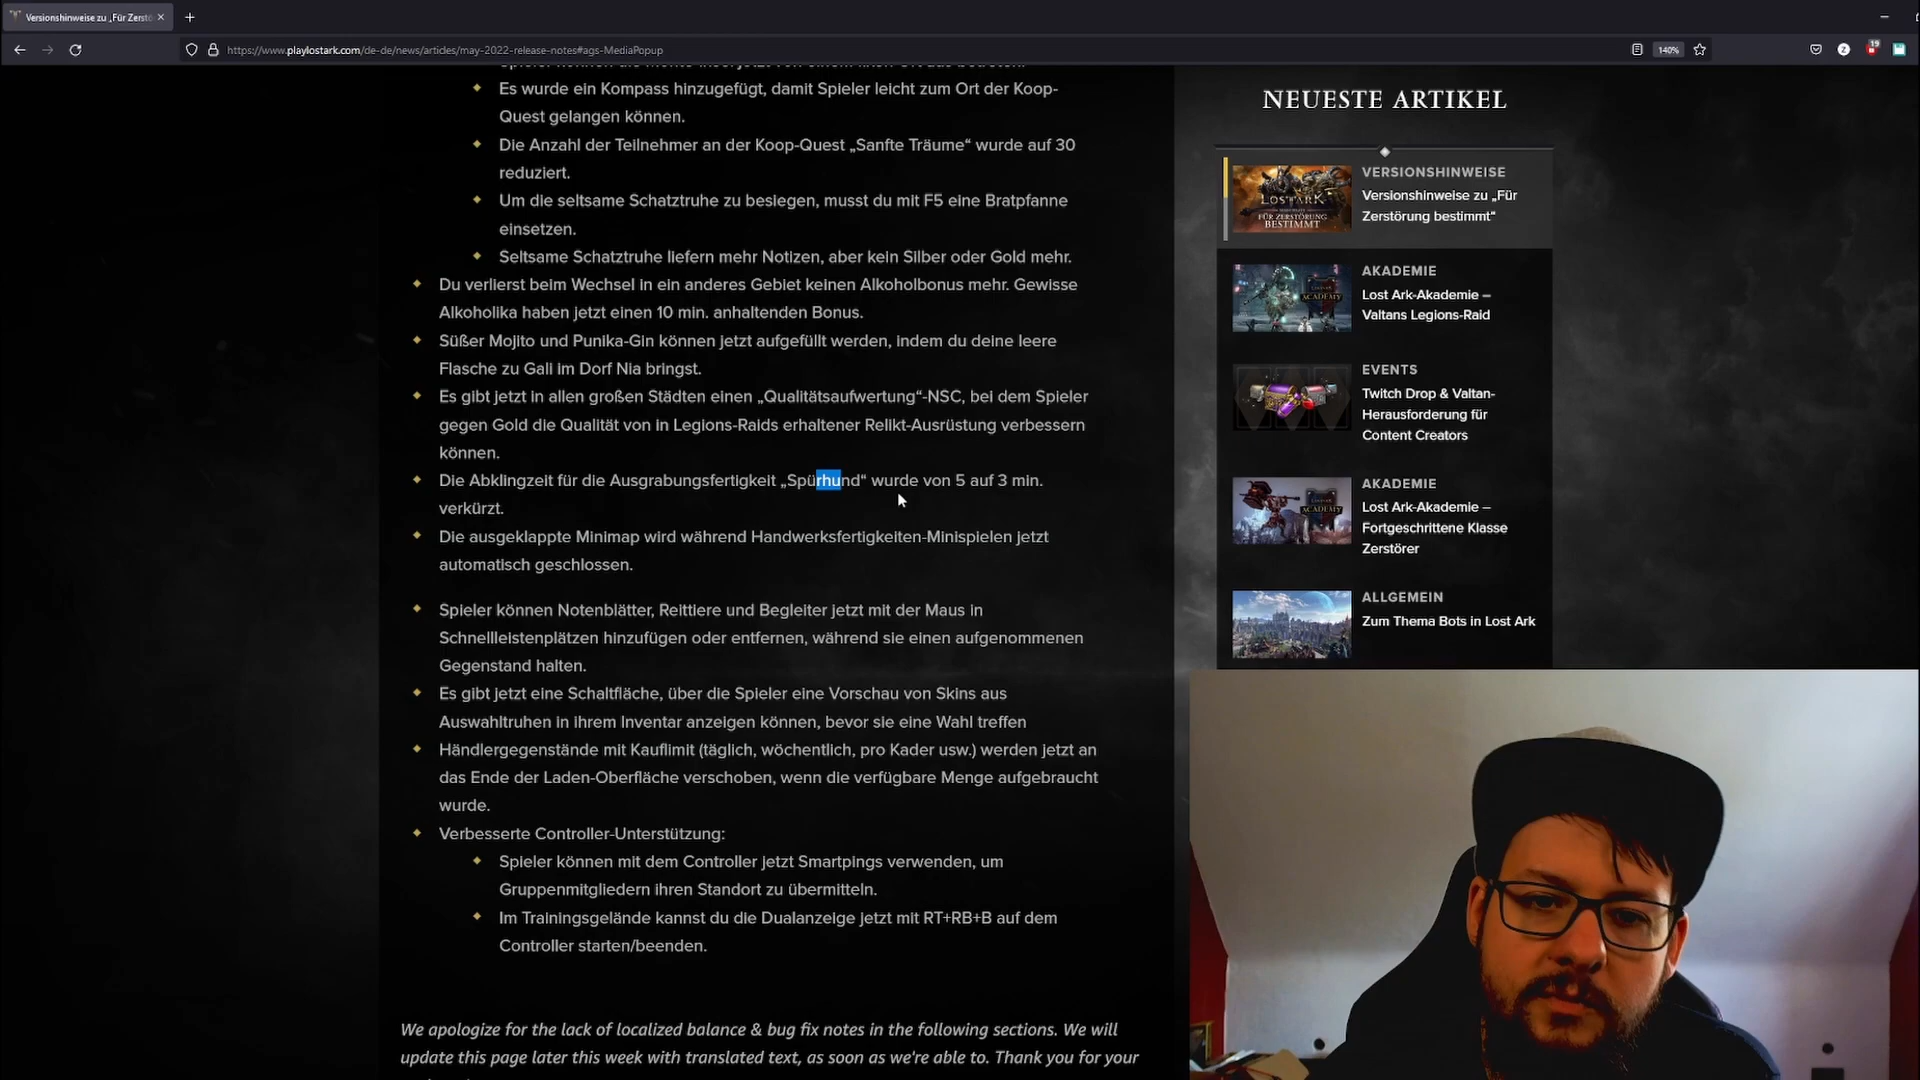 Versionshinweise zu „Für Zerstö
https://www.playlostark.com/de-de/news/articles/may-2022-release-notes#ags-MediaPopup
140%
19
Es wurde ein Kompass hinzugefügt, damit Spieler leicht zum Ort der Koop-
Quest gelangen können.
Die Anzahl der Teilnehmer an der Koop-Quest „Sanfte Träume“ wurde auf 30
reduziert.
Um die seltsame Schatztruhe zu besiegen, musst du mit F5 eine Bratpfanne
einsetzen.
Seltsame Schatztruhe liefern mehr Notizen, aber kein Silber oder Gold mehr.
Du verlierst beim Wechsel in ein anderes Gebiet keinen Alkoholbonus mehr. Gewisse
Alkoholika haben jetzt einen 10 min. anhaltenden Bonus.
Süßer Mojito und Punika-Gin können jetzt aufgefüllt werden, indem du deine leere
Flasche zu Gali im Dorf Nia bringst.
Es gibt jetzt in allen großen Städten einen „Qualitätsaufwertung“-NSC, bei dem Spieler
gegen Gold die Qualität von in Legions-Raids erhaltener Relikt-Ausrüstung verbessern
können.
Die Abklingzeit für die Ausgrabungsfertigkeit „Spürhund“ wurde von 5 auf 3 min.
verkürzt.
Die ausgeklappte Minimap wird während Handwerksfertigkeiten-Minispielen jetzt
automatisch geschlossen.
Spieler können Notenblätter, Reittiere und Begleiter jetzt mit der Maus in
Schnellleistenplätzen hinzufügen oder entfernen, während sie einen aufgenommenen
Gegenstand halten.
Es gibt jetzt eine Schaltfläche, über die Spieler eine Vorschau von Skins aus
Auswahltruhen in ihrem Inventar anzeigen können, bevor sie eine Wahl treffen
Händlergegenstände mit Kauflimit (täglich, wöchentlich, pro Kader usw.) werden jetzt an
das Ende der Laden-Oberfläche verschoben, wenn die verfügbare Menge aufgebraucht
wurde.
Verbesserte Controller-Unterstützung:
Spieler können mit dem Controller jetzt Smartpings verwenden, um
Gruppenmitgliedern ihren Standort zu übermitteln.
Im Trainingsgelände kannst du die Dualanzeige jetzt mit RT+RB+B auf dem
Controller starten/beenden.
We apologize for the lack of localized balance & bug fix notes in the following sections. We will
update this page later this week with translated text, as soon as we're able to. Thank you for your
NEUESTE ARTIKEL
LOST ARK
FÜR ZERSTÖRUNG
BESTIMMT
VERSIONSHINWEISE
Versionshinweise zu „Für
Zerstörung bestimmt“
ACADEMY
AKADEMIE
Lost Ark-Akademie –
Valtans Legions-Raid
EVENTS
Twitch Drop & Valtan-
Herausforderung für
Content Creators
ACADEMY
AKADEMIE
Lost Ark-Akademie –
Fortgeschrittene Klasse
Zerstörer
ALLGEMEIN
Zum Thema Bots in Lost Ark